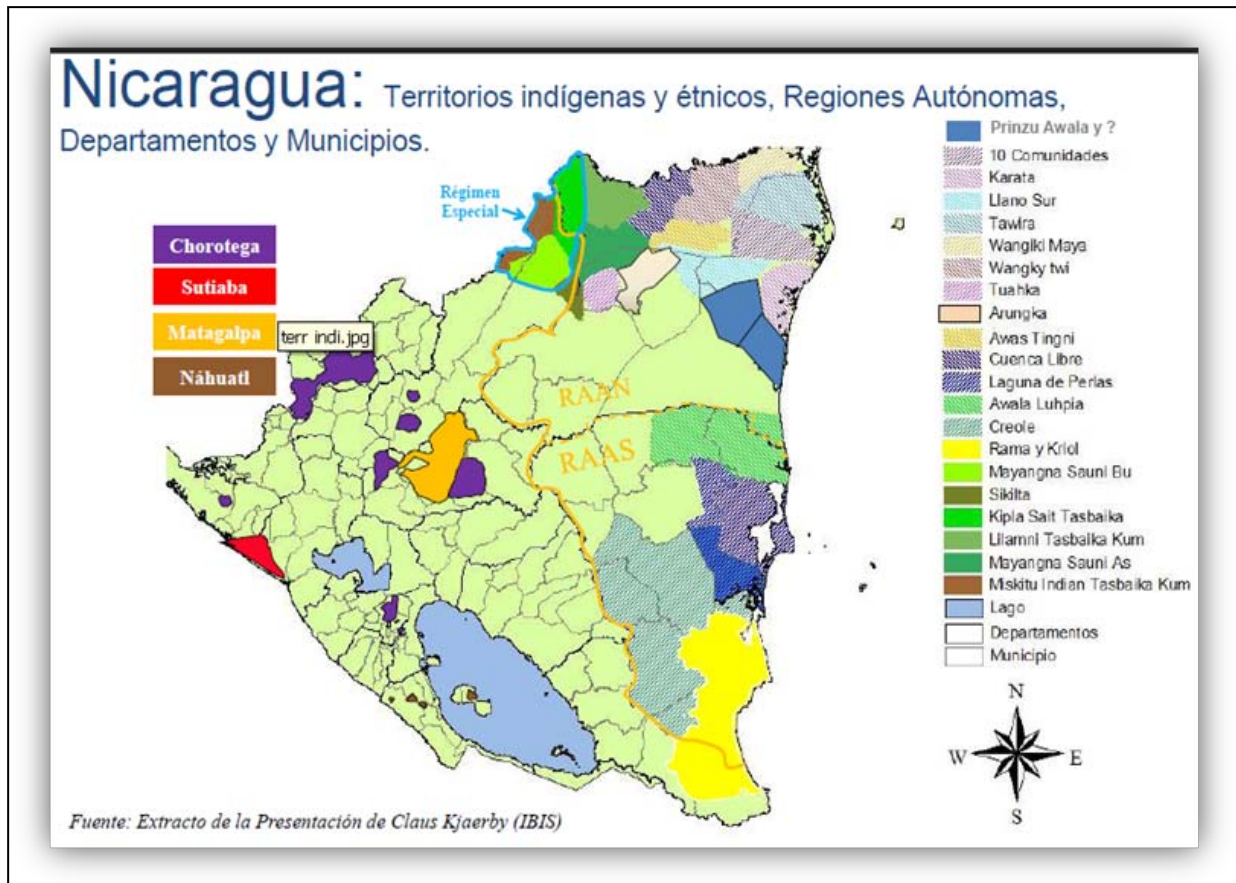 Nicaragua: Territorios indígenas y étnicos, Regiones Autónomas,
Departamentos y Municipios.
Régimen
Especial
Chorotega
Sutiaba
Matagalpa
Náhuatl
terr indi.jpg
RAAN
RAAS
Prinzu Awala y ?
10 Comunidades
Karata
Llano Sur
Tawira
Wangiki Maya
Wangky twi
Tuahka
Arungka
Awas Tingni
Cuenca Libre
Laguna de Perlas
Awala Luhpia
Creole
Rama y Kriol
Mayangna Sauni Bu
Sikilta
Kipla Sait Tasbaika
Lilamni Tasbaika Kum
Mayangna Sauni As
Miskitu Indian Tasbaika Kum
Lago
Departamentos
Municipio
N
W
E
S
Fuente: Extracto de la Presentación de Claus Kjaerby (IBIS)